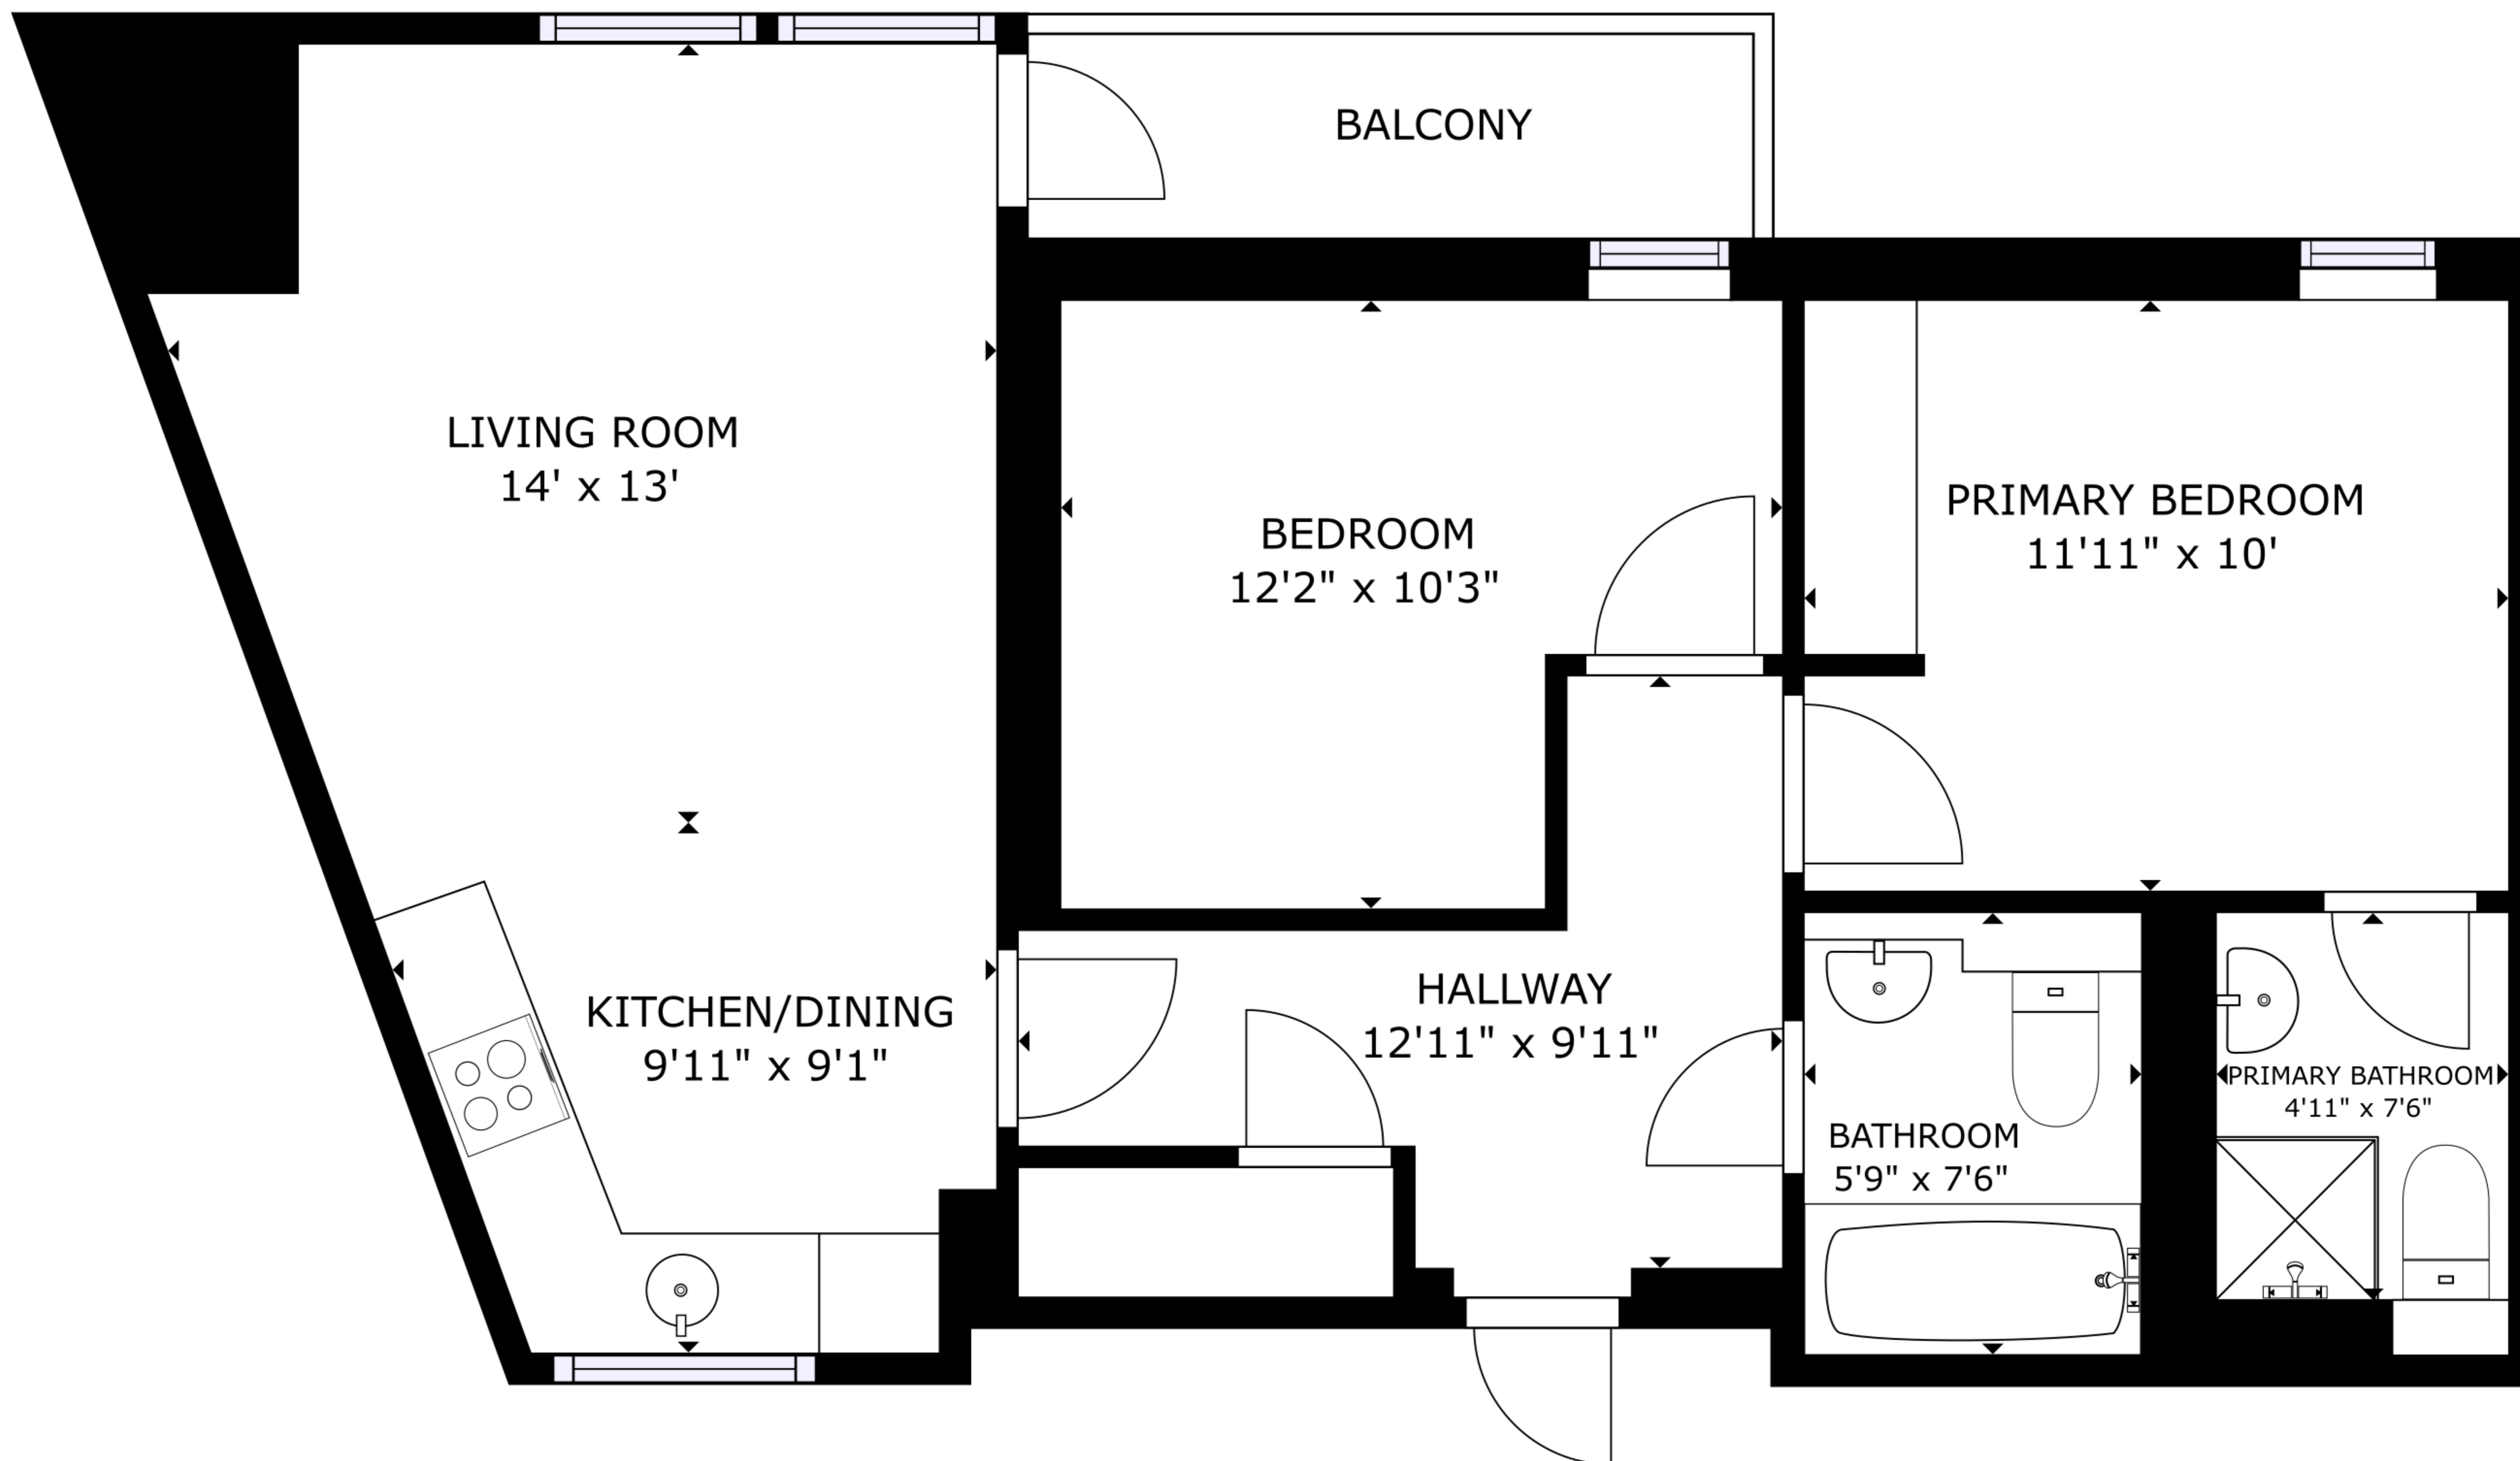 BALCONY
LIVING ROOM
14' x 13'
PRIMARY BEDROOM
11'11" x 10'
BEDROOM
12'2" x 10'3"
HALLWAY
12'11" x 9'11"
KITCHEN/DINING
9'11" x 9'1"
PRIMARY BATHROOM
4'11" x 7'6"
BATHROOM
5'9" x 7'6"